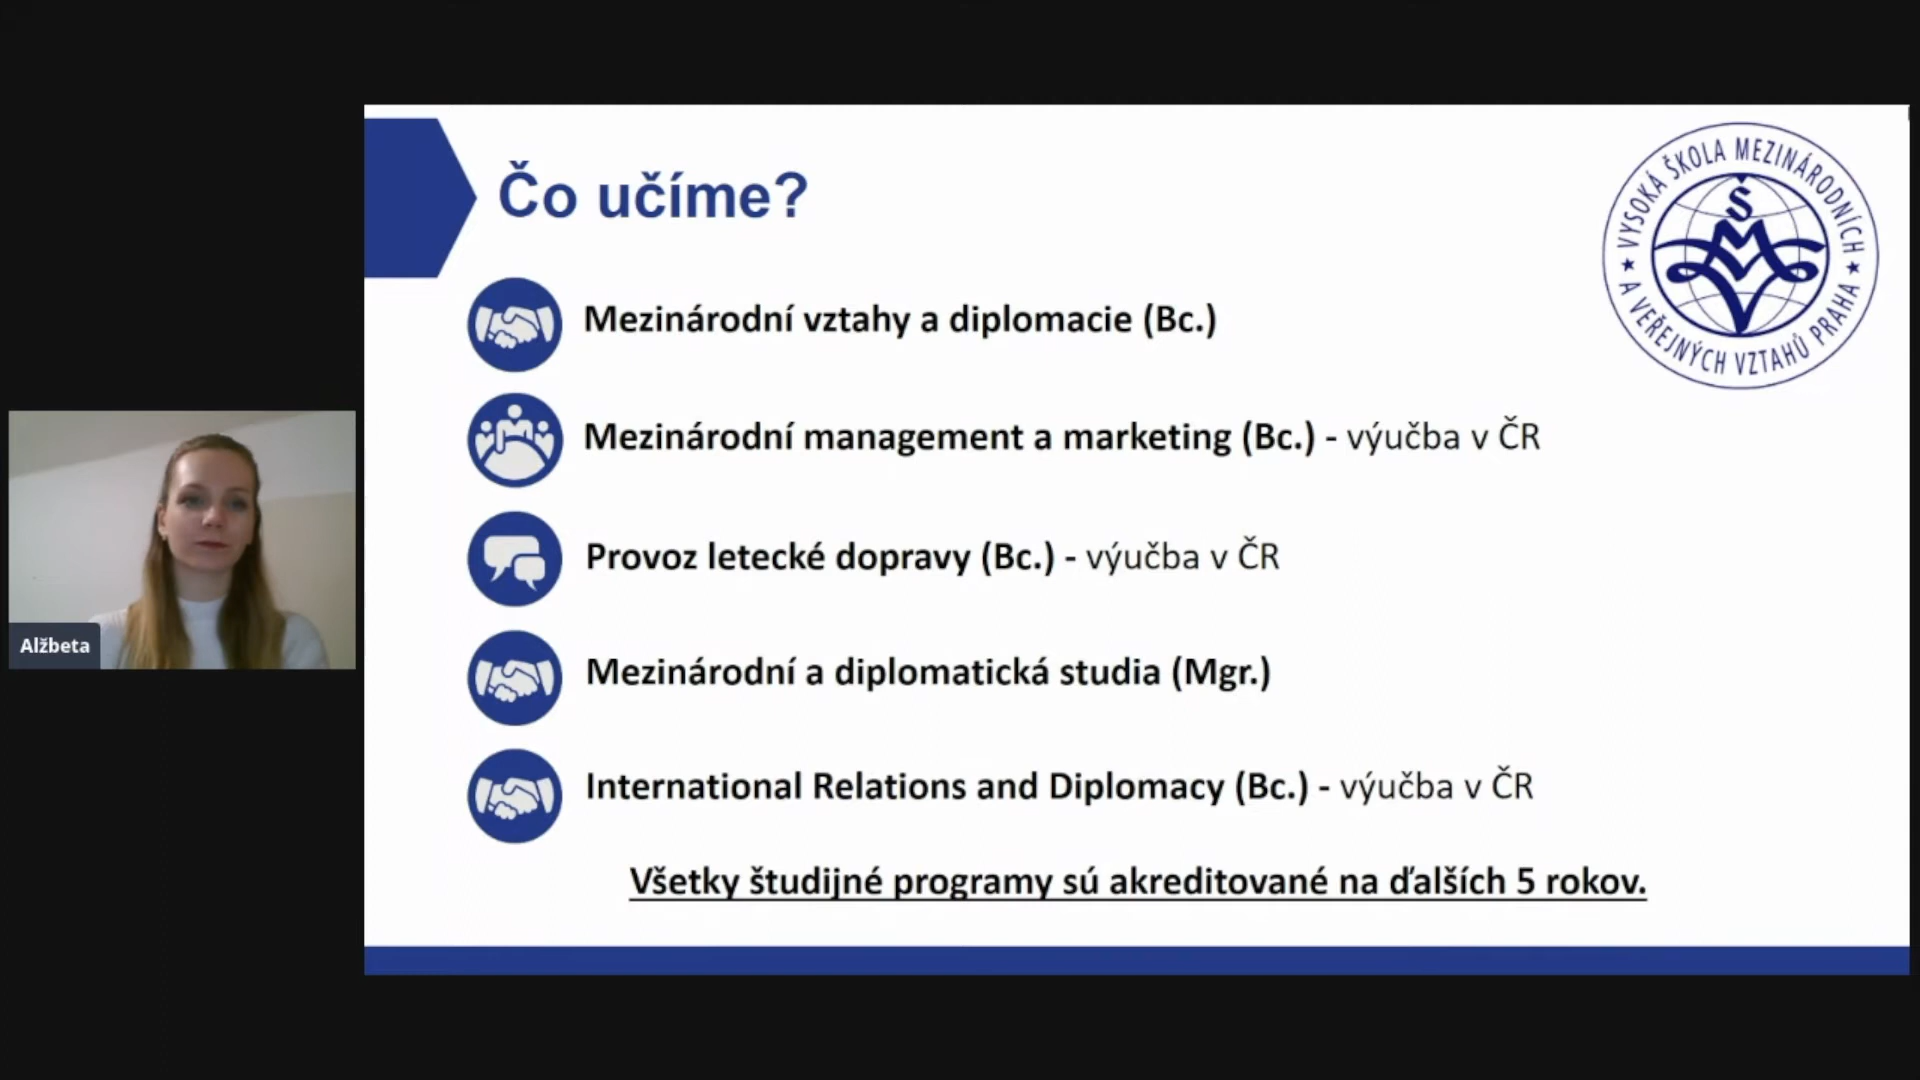 Čo učíme?
VYSOKÁ ŠKOLA MEZINÁRODNÍCH
A VEŘEJNÝCH VZTAHŮ PRAHA
Mezinárodní vztahy a diplomacie (Bc.)
Mezinárodní management a marketing (Bc.) - výučba v ČR
Provoz letecké dopravy (Bc.) - výučba v ČR
Mezinárodní a diplomatická studia (Mgr.)
International Relations and Diplomacy (Bc.) - výučba v ČR
Všetky študijné programy sú akreditované na ďalších 5 rokov.
Alžbeta